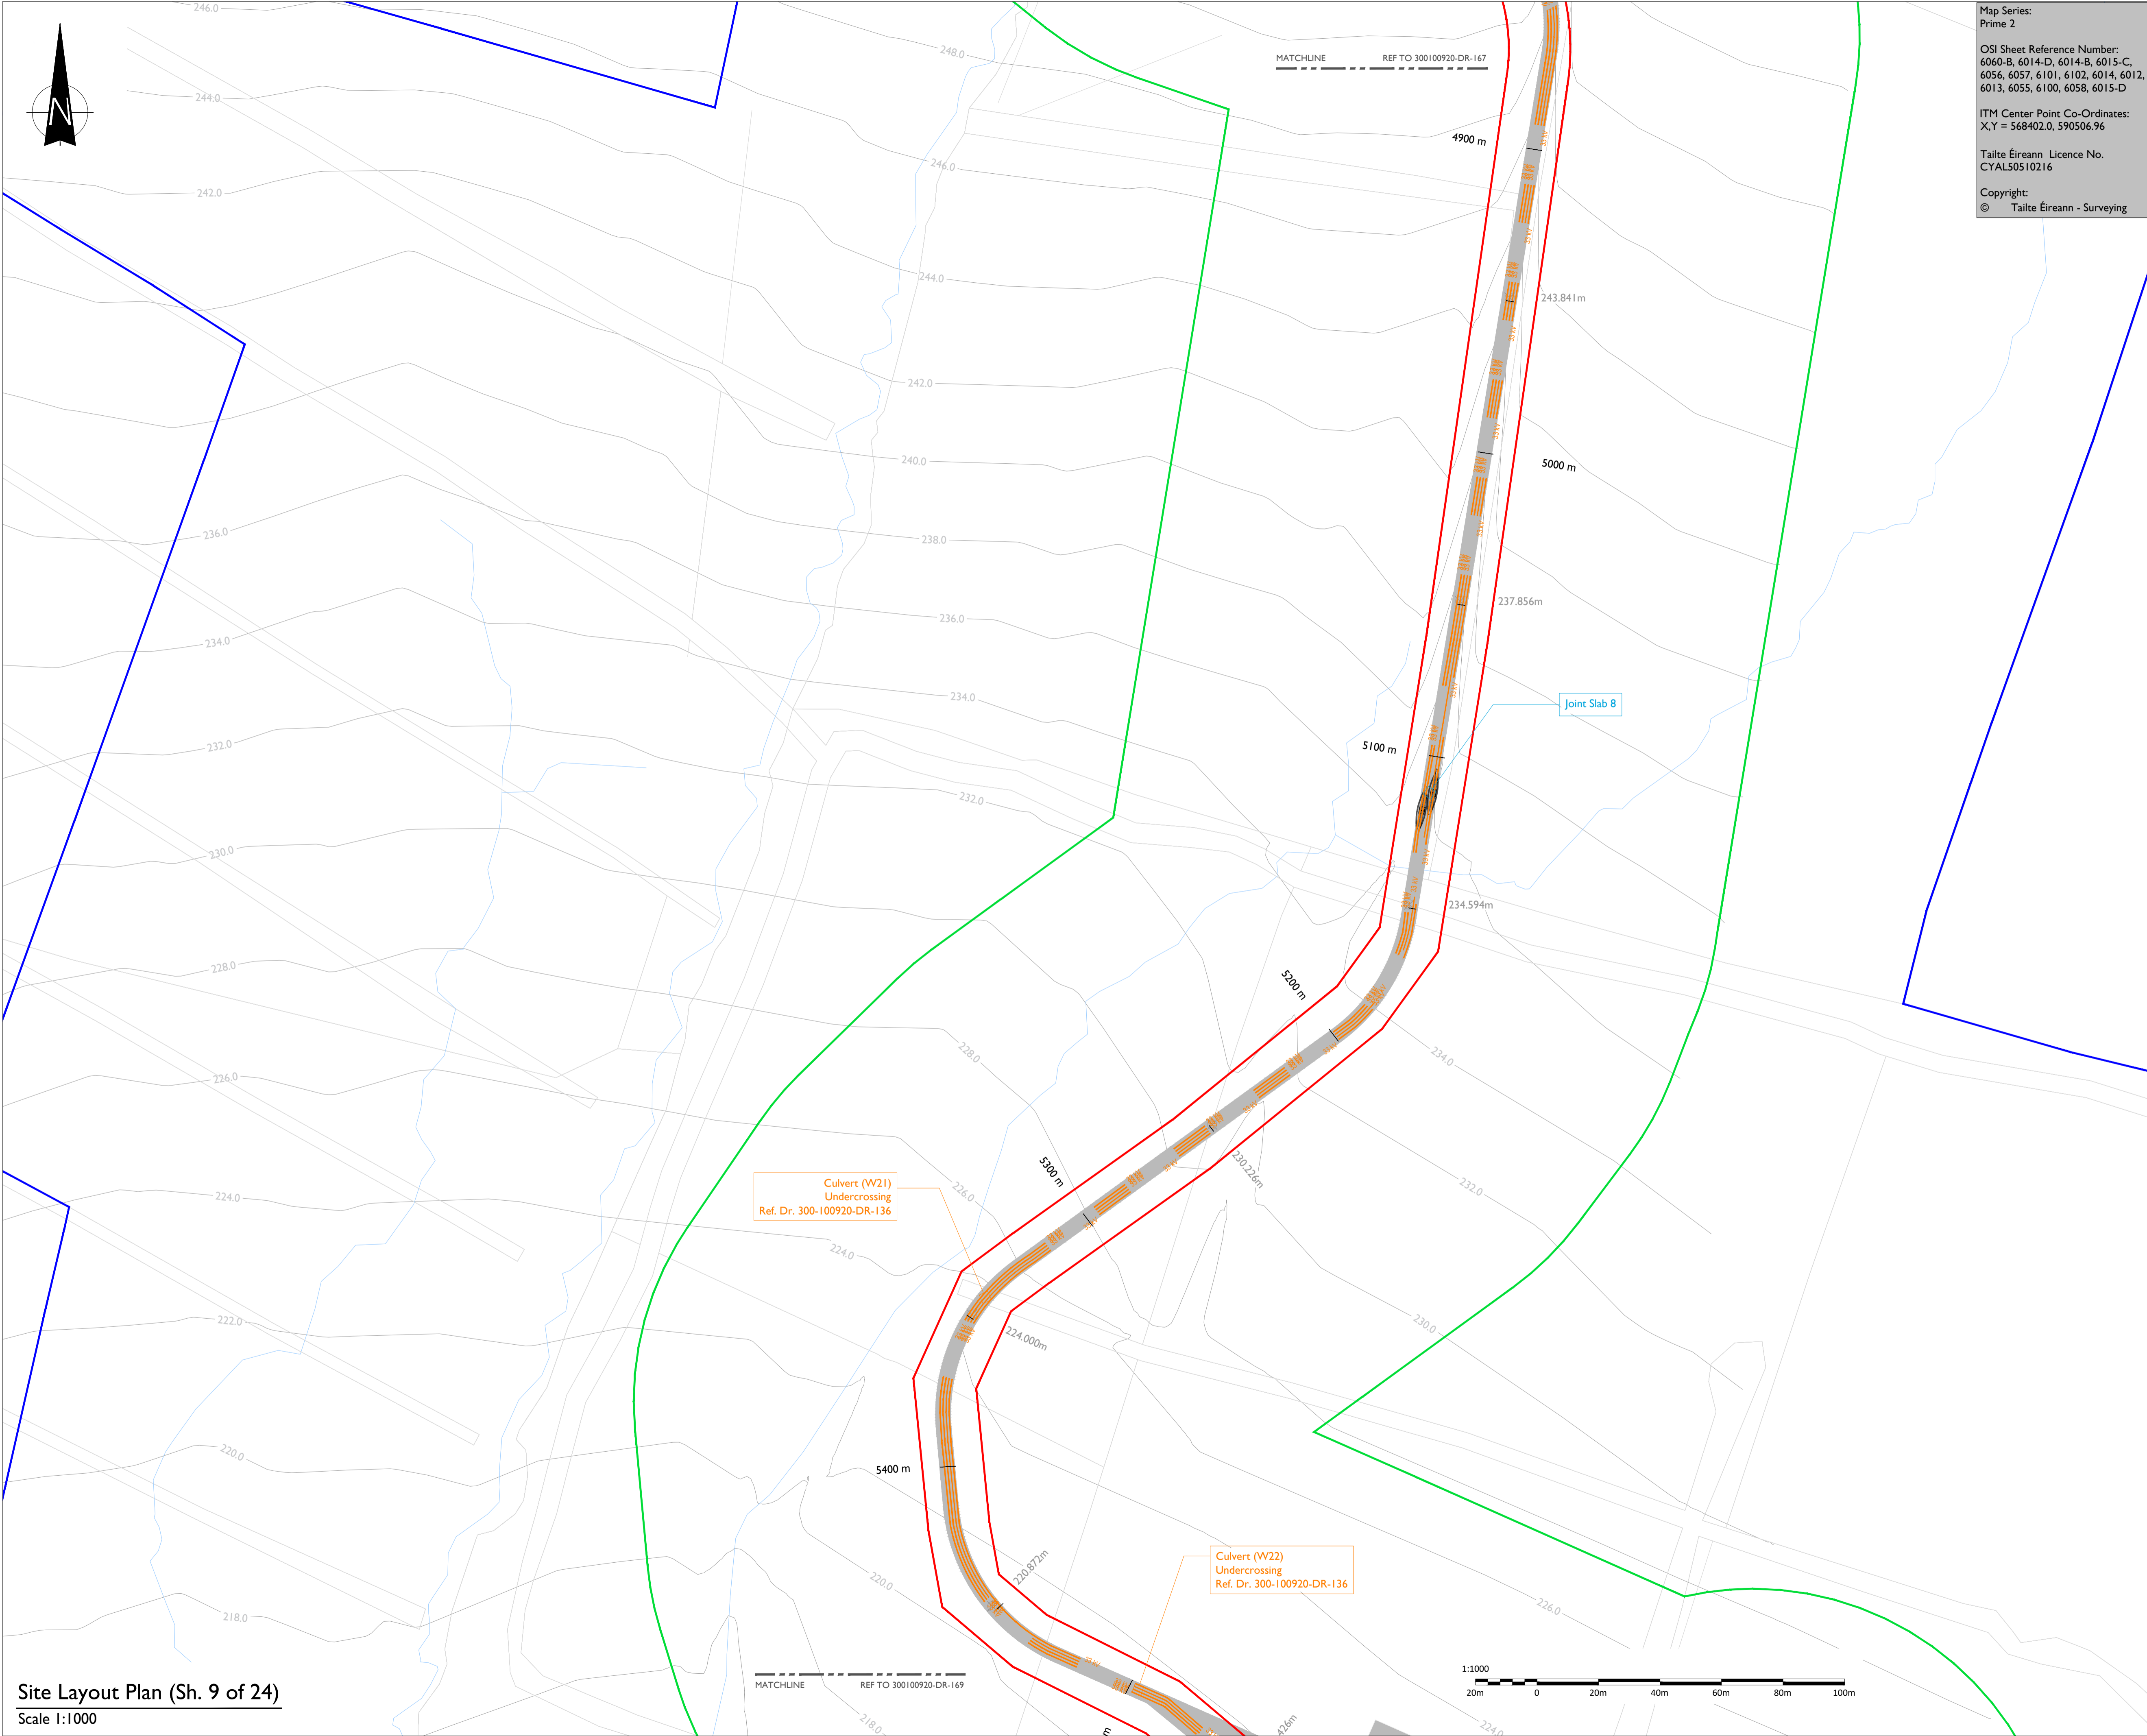 Map Series:
Prime 2
OSI Sheet Reference Number:
6060-B, 6014-D, 6014-B, 6015-C,
6056, 6057, 6101, 6102, 6014, 6012,
6013, 6055, 6100, 6058, 6015-D
ITM Center Point Co-Ordinates:
X,Y = 568402.0, 590506.96
Tailte Éireann Licence No.
CYAL50510216
Copyright:
© Tailte Éireann - Surveying
N
MATCHLINE REF TO 300100920-DR-167
246.0
248.0
244.0
4900 m
246.0
242.0
244.0
243.841m
242.0
240.0
5000 m
236.0
238.0
237.856m
236.0
234.0
234.0
Joint Slab 8
232.0
5100 m
232.0
230.0
234.594m
228.0
5200 m
228.0
234.0
226.0
5300 m
230.226m
Culvert (W21)
Undercrossing
Ref. Dr. 300-100920-DR-136
224.0
226.0
232.0
224.0
222.0
224.000m
230.0
220.0
5400 m
Culvert (W22)
Undercrossing
Ref. Dr. 300-100920-DR-136
220.872m
220.0
226.0
218.0
MATCHLINE REF TO 300100920-DR-169
218.0
426m
m
224.0
1:1000
20m 0 20m 40m 60m 80m 100m
Site Layout Plan (Sh. 9 of 24)
Scale 1:1000